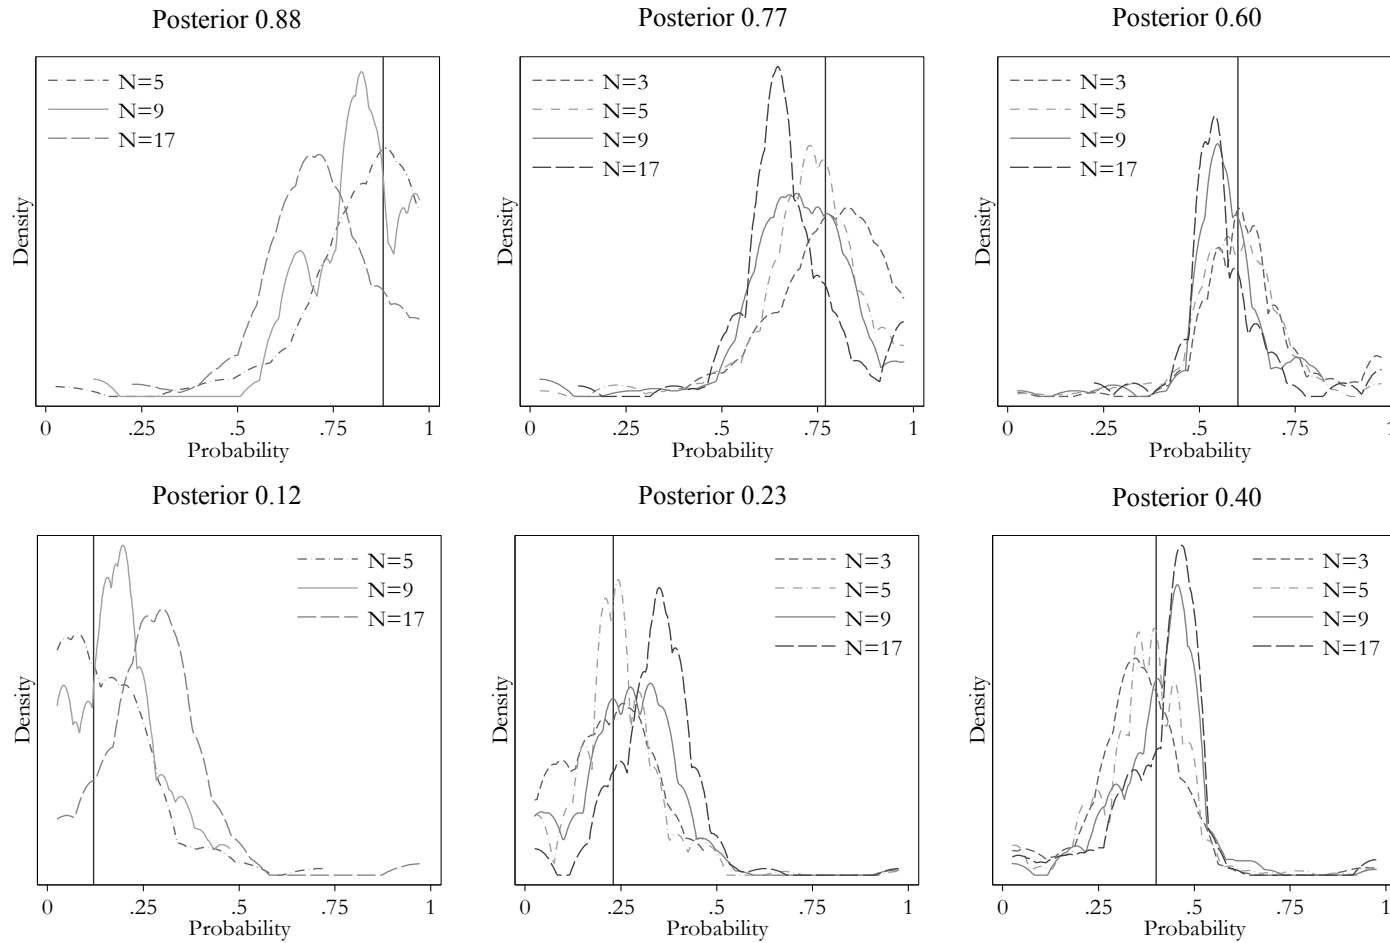 Posterior 0.88
N=5
N=9
N=17
Density
0 .25 .5 .75 1
Probability
Posterior 0.77
N=3
N=5
N=9
N=17
Density
0 .25 .5 .75 1
Probability
Posterior 0.60
N=3
N=5
N=9
N=17
Density
0 .25 .5 .75 1
Probability
Posterior 0.12
N=5
N=9
N=17
Density
0 .25 .5 .75 1
Probability
Posterior 0.23
N=3
N=5
N=9
N=17
Density
0 .25 .5 .75 1
Probability
Posterior 0.40
N=3
N=5
N=9
N=17
Density
0 .25 .5 .75 1
Probability